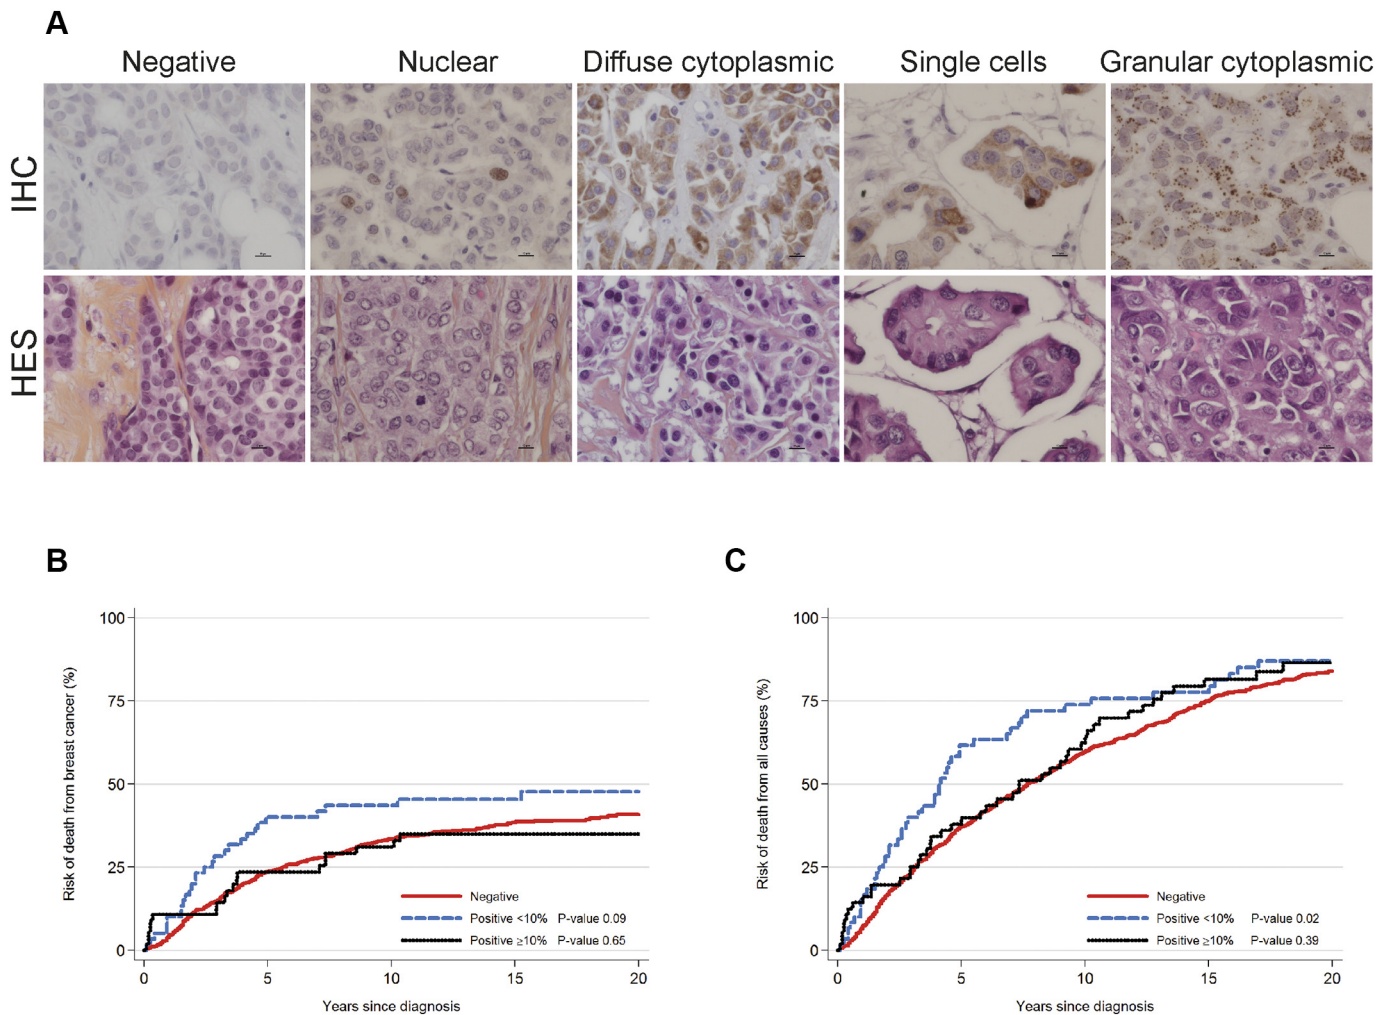 A
Negative
Nuclear
Diffuse cytoplasmic
Single cells
Granular cytoplasmic
IHC
HES
B
Risk of death from breast cancer (%)
100
75
50
25
0
Negative
Positive <10% P-value 0.09
Positive ≥10% P-value 0.65
0 5 10 15 20
Years since diagnosis
C
Risk of death from all causes (%)
100
75
50
25
0
Negative
Positive <10% P-value 0.02
Positive ≥10% P-value 0.39
0 5 10 15 20
Years since diagnosis